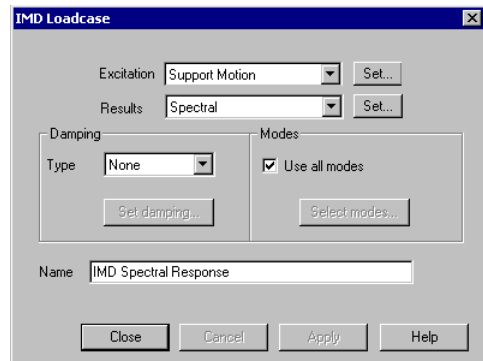 IMD Loadcase
Excitation Support Motion Set...
Results Spectral Set...
Damping Modes
Type None Use all modes
Set damping... Select modes...
Name IMD Spectral Response
Close Cancel Apply Help